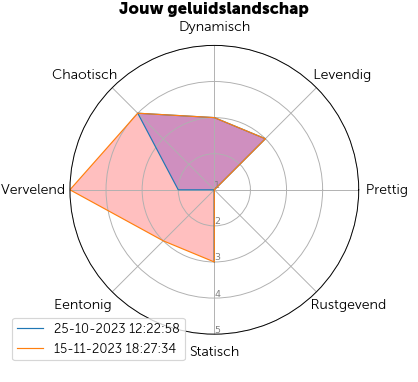 Jouw geluidslandschap
Dynamisch
Chaotisch
Levendig
Vervelend
1
Prettig
2
3
4
Eentonig
Rustgevend
5
Statisch
25-10-2023 12:22:58
15-11-2023 18:27:34